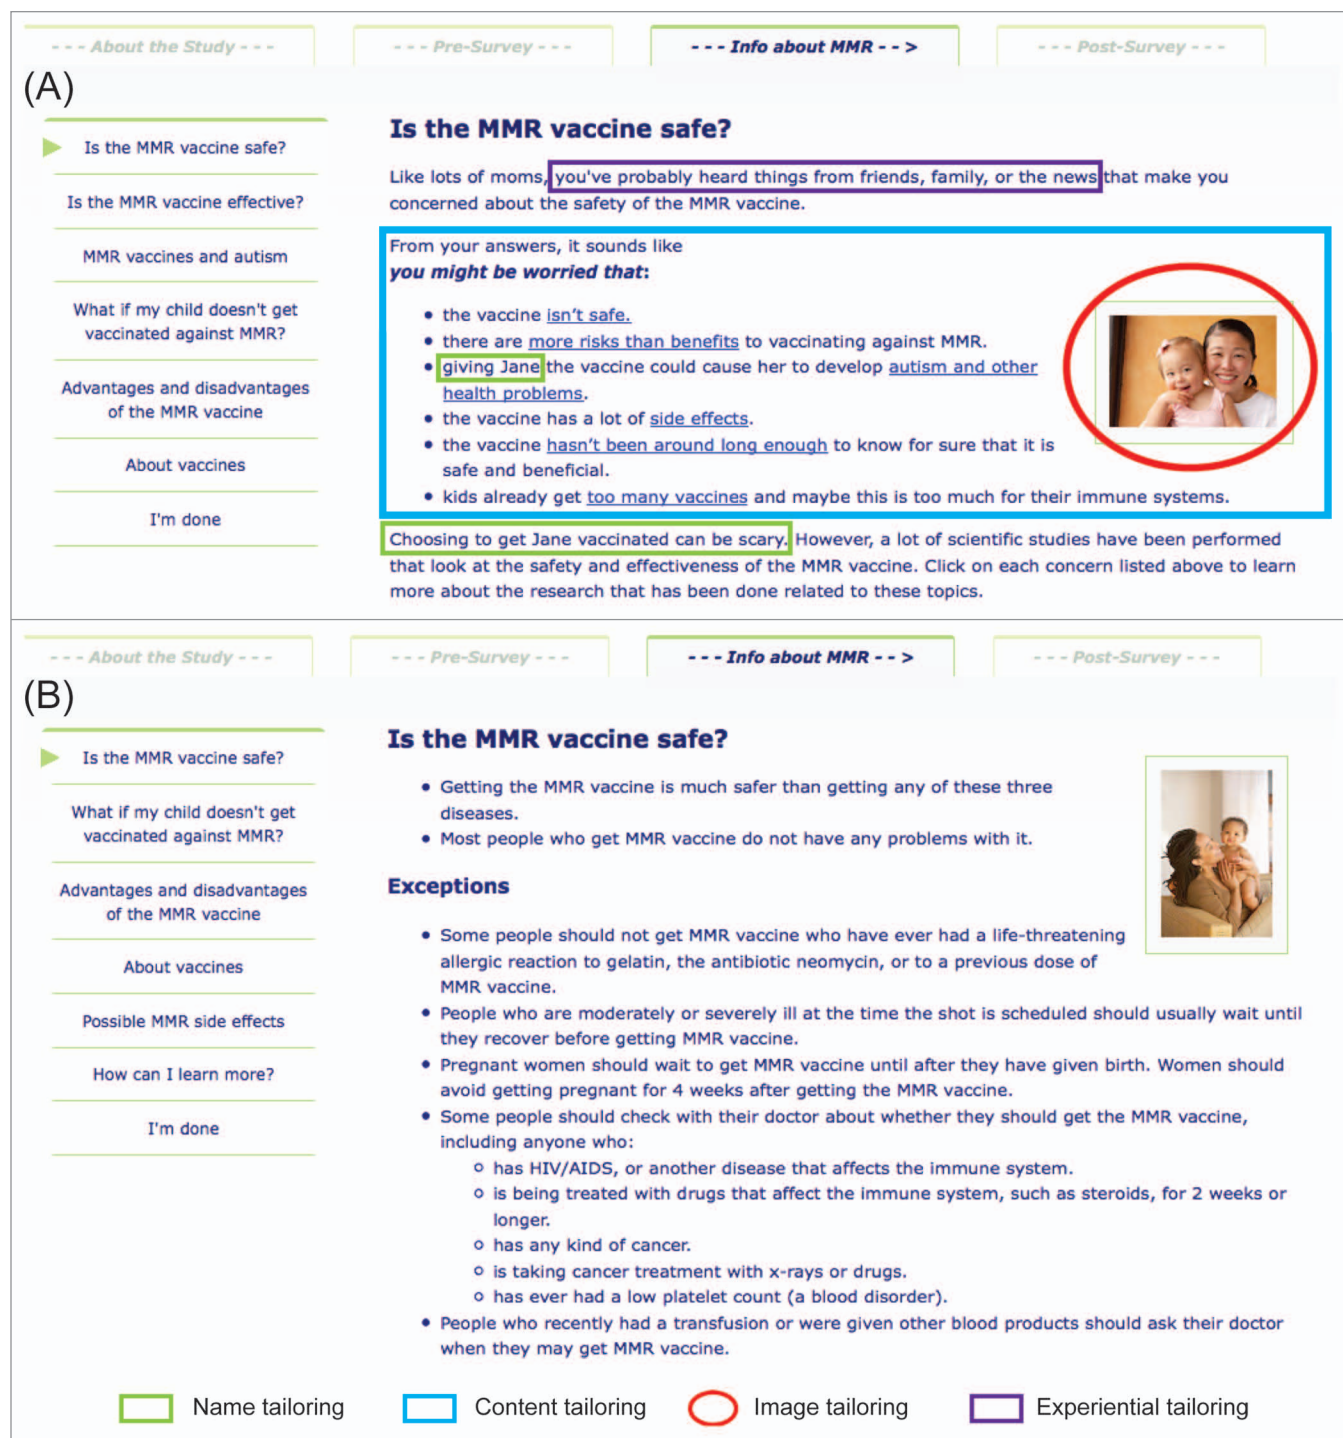 - - - About the Study - - -
- - - Pre-Survey - - -
- - - Info about MMR - - >
- - - Post-Survey - - -
(A)
Is the MMR vaccine safe?
Is the MMR vaccine effective?
MMR vaccines and autism
What if my child doesn't get
vaccinated against MMR?
Advantages and disadvantages
of the MMR vaccine
About vaccines
I'm done
Is the MMR vaccine safe?
Like lots of moms, you've probably heard things from friends, family, or the news that make you
concerned about the safety of the MMR vaccine.
From your answers, it sounds like
you might be worried that:
• the vaccine isn't safe.
• there are more risks than benefits to vaccinating against MMR.
• giving Jane the vaccine could cause her to develop autism and other
health problems.
• the vaccine has a lot of side effects.
• the vaccine hasn't been around long enough to know for sure that it is
safe and beneficial.
• kids already get too many vaccines and maybe this is too much for their immune systems.
Choosing to get Jane vaccinated can be scary. However, a lot of scientific studies have been performed
that look at the safety and effectiveness of the MMR vaccine. Click on each concern listed above to learn
more about the research that has been done related to these topics.
- - - About the Study - - -
- - - Pre-Survey - - -
- - - Info about MMR - - >
- - - Post-Survey - - -
(B)
Is the MMR vaccine safe?
What if my child doesn't get
vaccinated against MMR?
Advantages and disadvantages
of the MMR vaccine
About vaccines
Possible MMR side effects
How can I learn more?
I'm done
Is the MMR vaccine safe?
• Getting the MMR vaccine is much safer than getting any of these three
diseases.
• Most people who get MMR vaccine do not have any problems with it.
Exceptions
• Some people should not get MMR vaccine who have ever had a life-threatening
allergic reaction to gelatin, the antibiotic neomycin, or to a previous dose of
MMR vaccine.
• People who are moderately or severely ill at the time the shot is scheduled should usually wait until
they recover before getting MMR vaccine.
• Pregnant women should wait to get MMR vaccine until after they have given birth. Women should
avoid getting pregnant for 4 weeks after getting the MMR vaccine.
• Some people should check with their doctor about whether they should get the MMR vaccine,
including anyone who:
o has HIV/AIDS, or another disease that affects the immune system.
o is being treated with drugs that affect the immune system, such as steroids, for 2 weeks or
longer.
o has any kind of cancer.
o is taking cancer treatment with x-rays or drugs.
o has ever had a low platelet count (a blood disorder).
• People who recently had a transfusion or were given other blood products should ask their doctor
when they may get MMR vaccine.
Name tailoring
Content tailoring
Image tailoring
Experiential tailoring